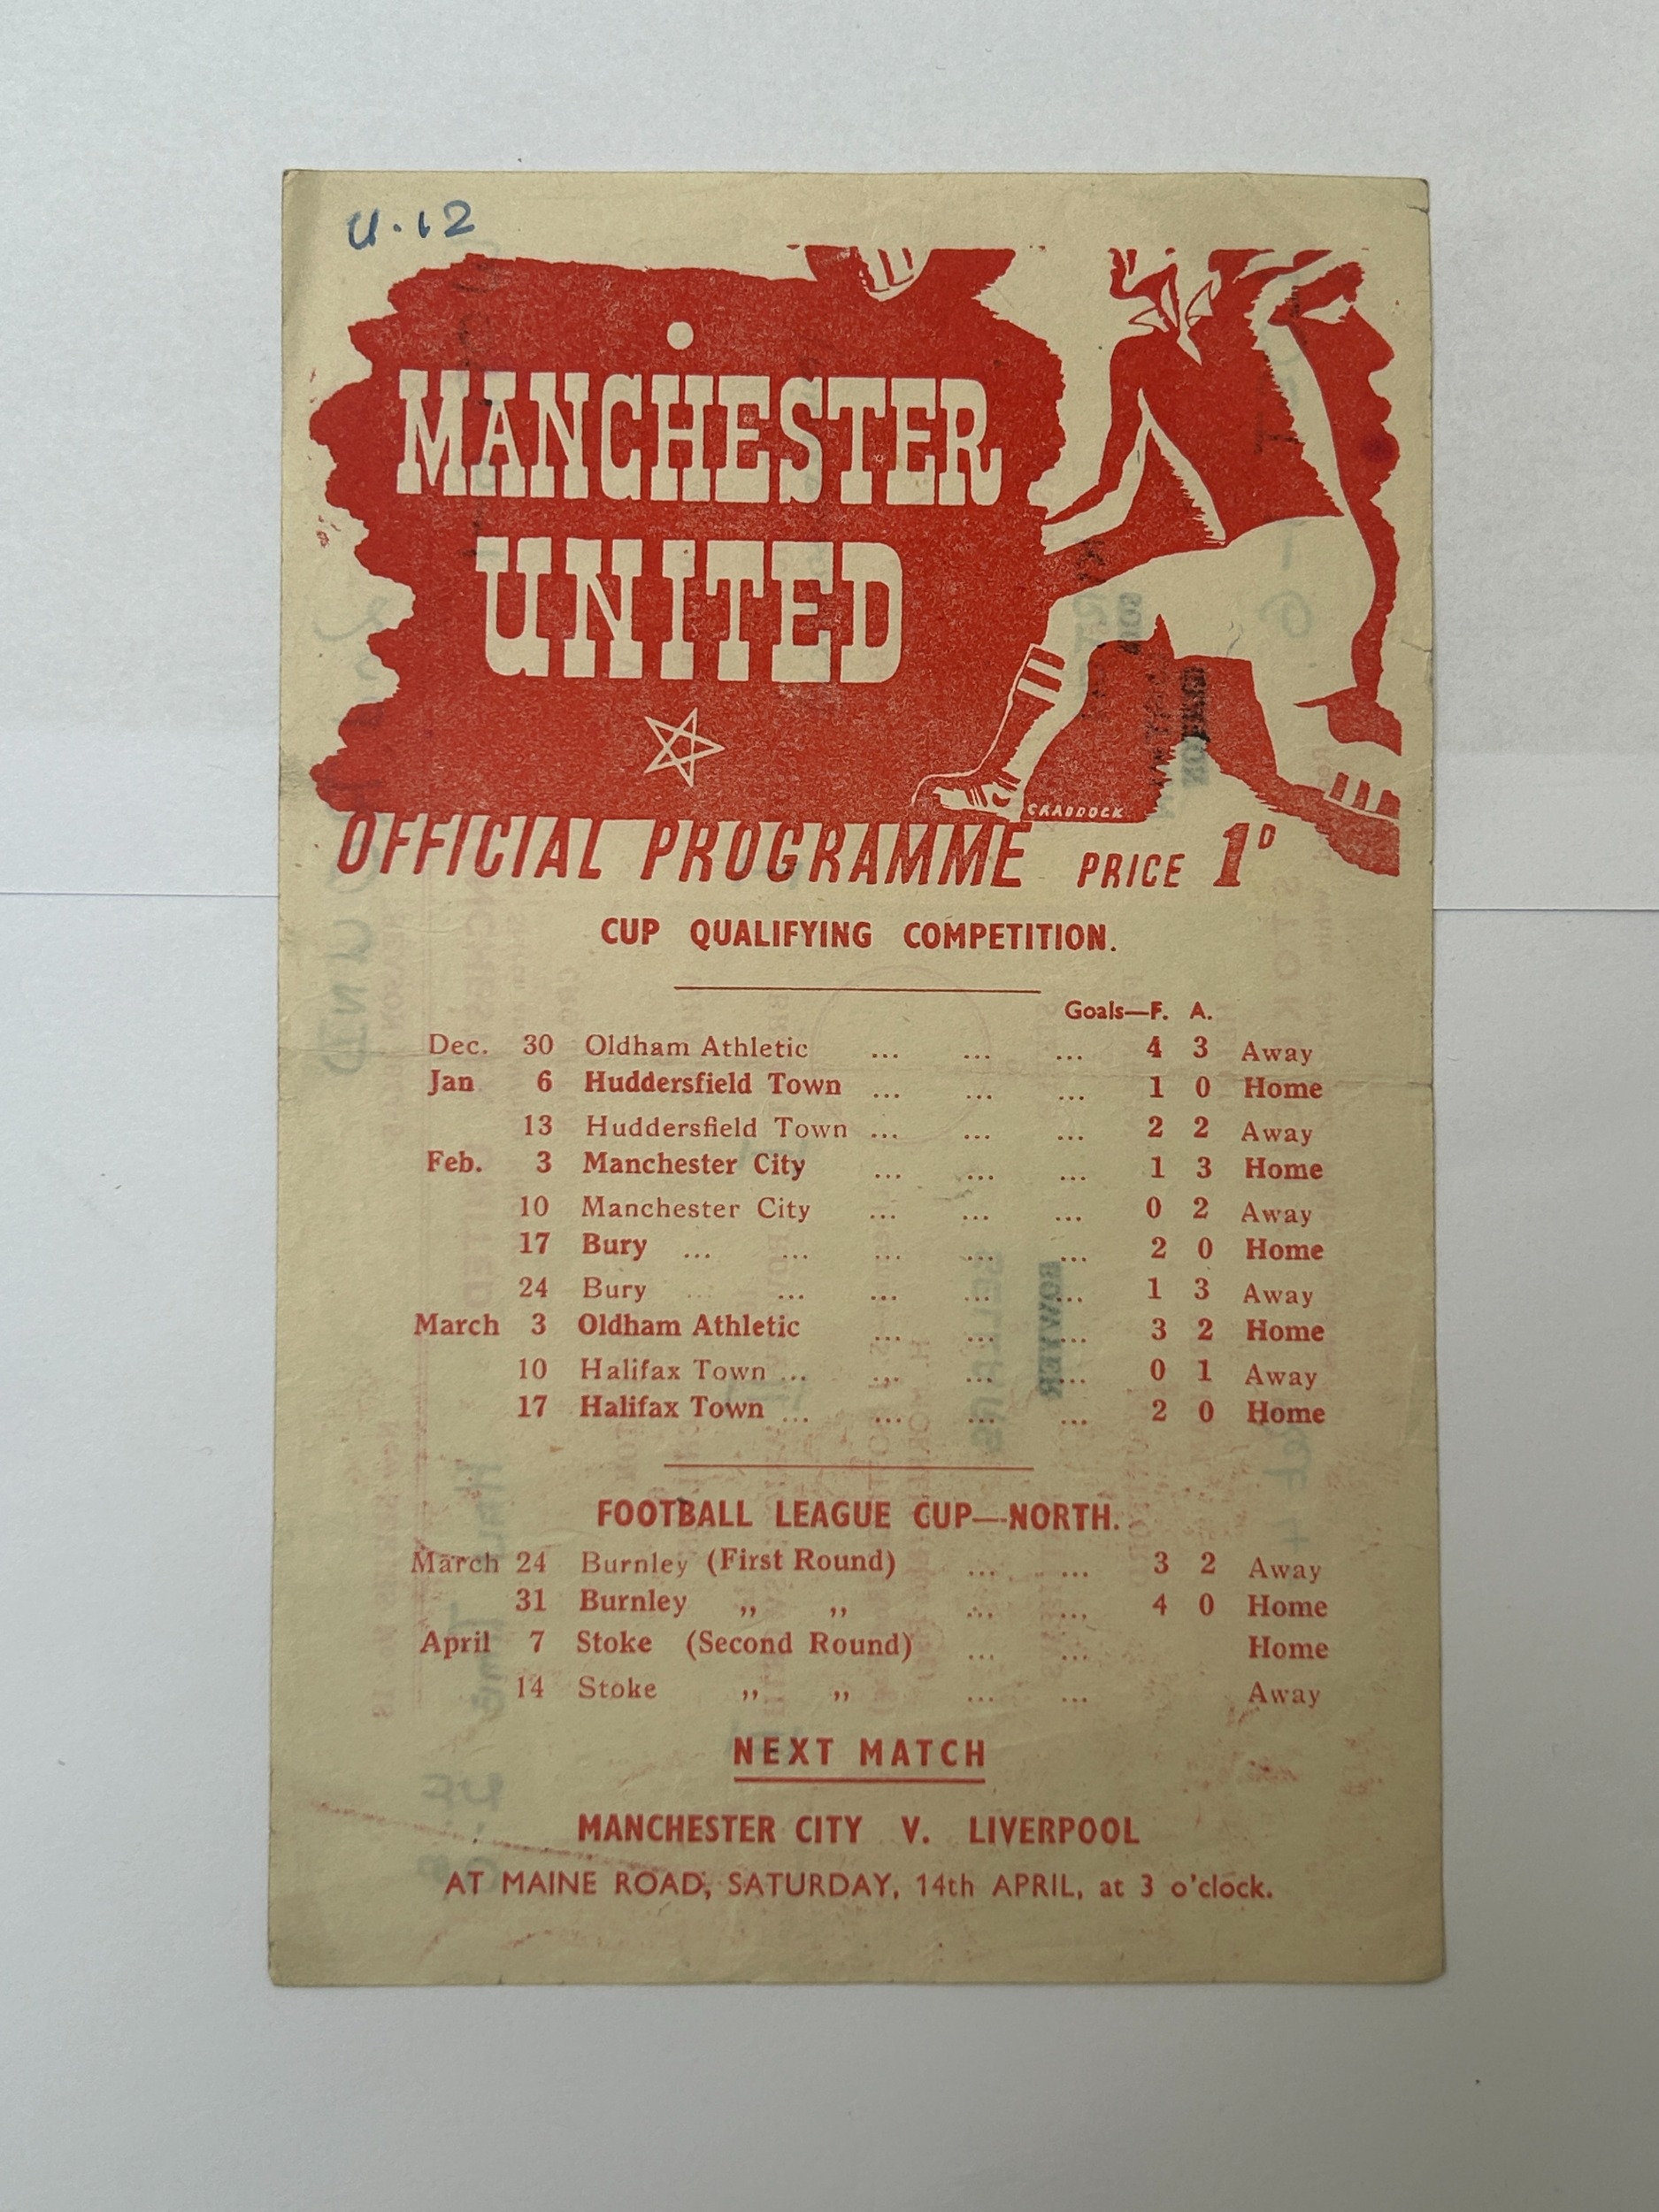 U.12
MANCHESTER
UNITED
CRADDOCK
OFFICIAL PROGRAMME PRICE 1D
CUP QUALIFYING COMPETITION.
Goals—F. A.
Dec. 30 Oldham Athletic ... ... ... 4 3 Away
Jan 6 Huddersfield Town ... ... ... 1 0 Home
13 Huddersfield Town ... ... ... 2 2 Away
Feb. 3 Manchester City ... ... ... 1 3 Home
10 Manchester City ... ... ... 0 2 Away
17 Bury ... ... ... ... ... 2 0 Home
24 Bury ... ... ... ... ... 1 3 Away
March 3 Oldham Athletic ... ... ... 3 2 Home
10 Halifax Town ... ... ... ... 0 1 Away
17 Halifax Town ... ... ... ... 2 0 Home
FOOTBALL LEAGUE CUP—NORTH.
March 24 Burnley (First Round) ... ... 3 2 Away
31 Burnley ,, ,, ... ... 4 0 Home
April 7 Stoke (Second Round) ... ... Home
14 Stoke ,, ,, ... ... Away
NEXT MATCH
MANCHESTER CITY V. LIVERPOOL
AT MAINE ROAD, SATURDAY, 14th APRIL, at 3 o'clock.